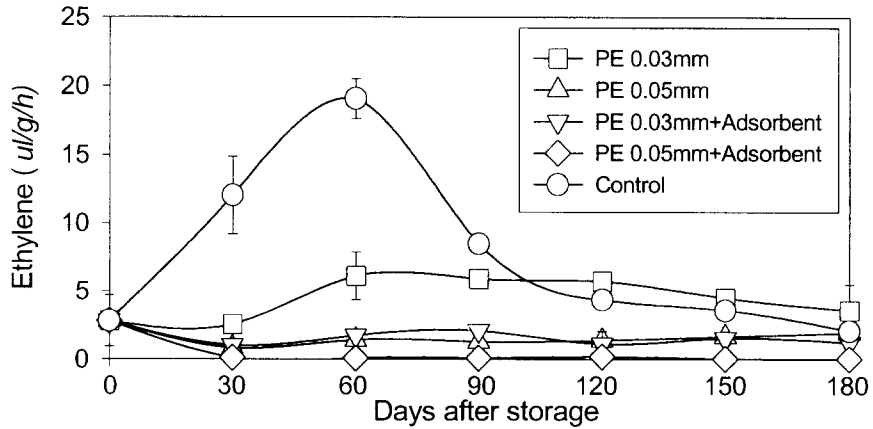 25
20
15
10
5
0
Ethylene ( ul/g/h)
PE 0.03mm
PE 0.05mm
PE 0.03mm+Adsorbent
PE 0.05mm+Adsorbent
Control
0 30 60 90 120 150 180
Days after storage